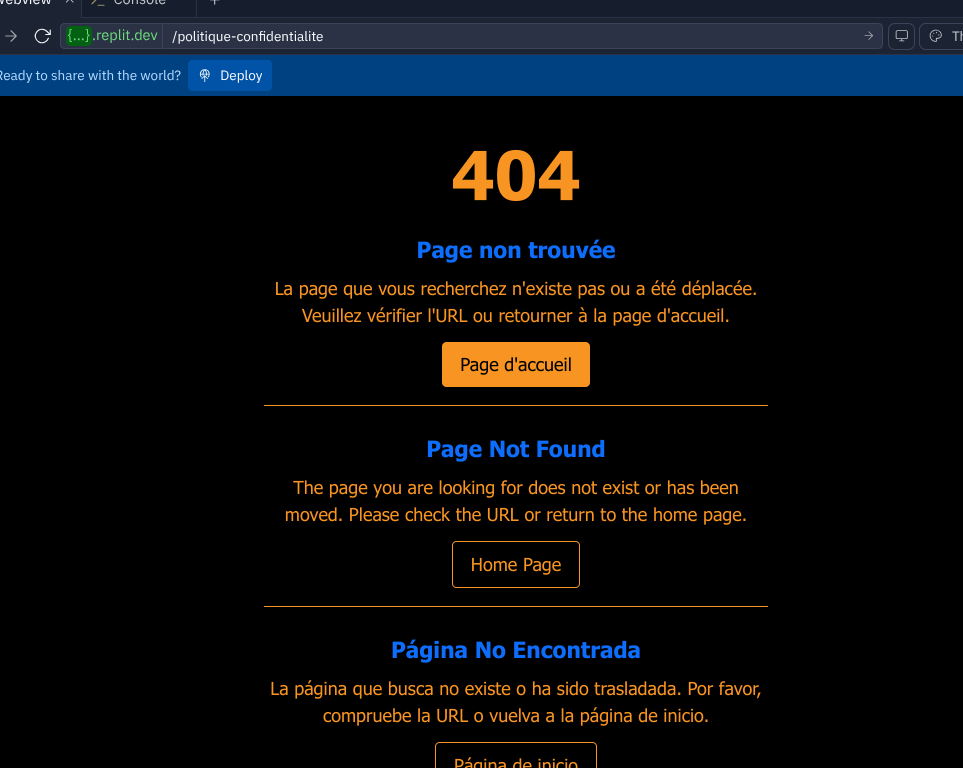 Console
{...}.replit.dev /politique-confidentialite
Ready to share with the world? Deploy
404
Page non trouvée
La page que vous recherchez n'existe pas ou a été déplacée.
Veuillez vérifier l'URL ou retourner à la page d'accueil.
Page d'accueil
Page Not Found
The page you are looking for does not exist or has been
moved. Please check the URL or return to the home page.
Home Page
Página No Encontrada
La página que busca no existe o ha sido trasladada. Por favor,
compruebe la URL o vuelva a la página de inicio.
Página de inicio